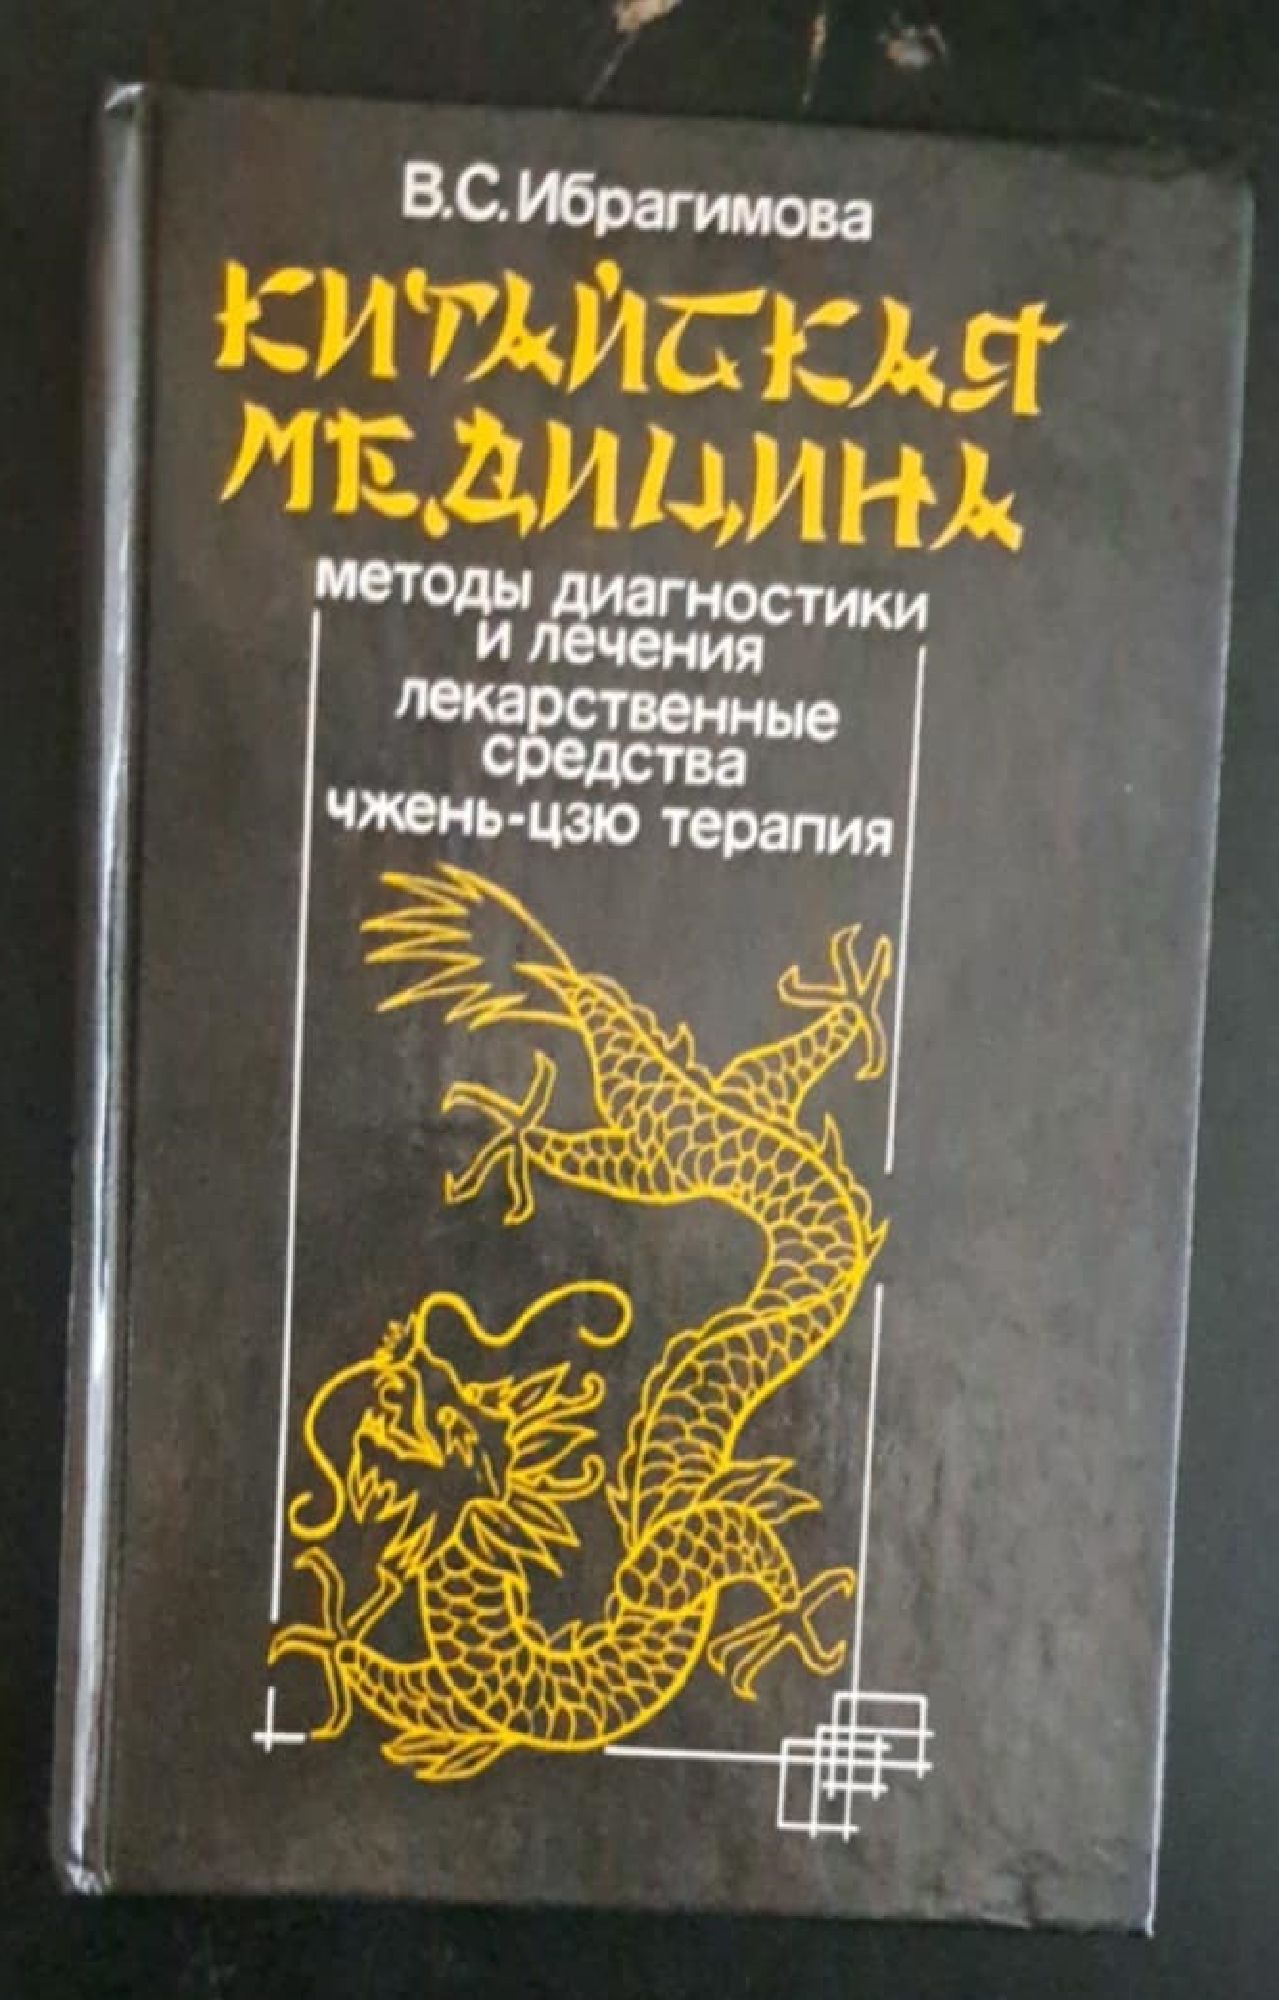 В.С.Ибрагимова
КИТАЙСКАЯ
МЕДИЦИНА
методы диагностики
и лечения
лекарственные
средства
чжень-цзю терапия